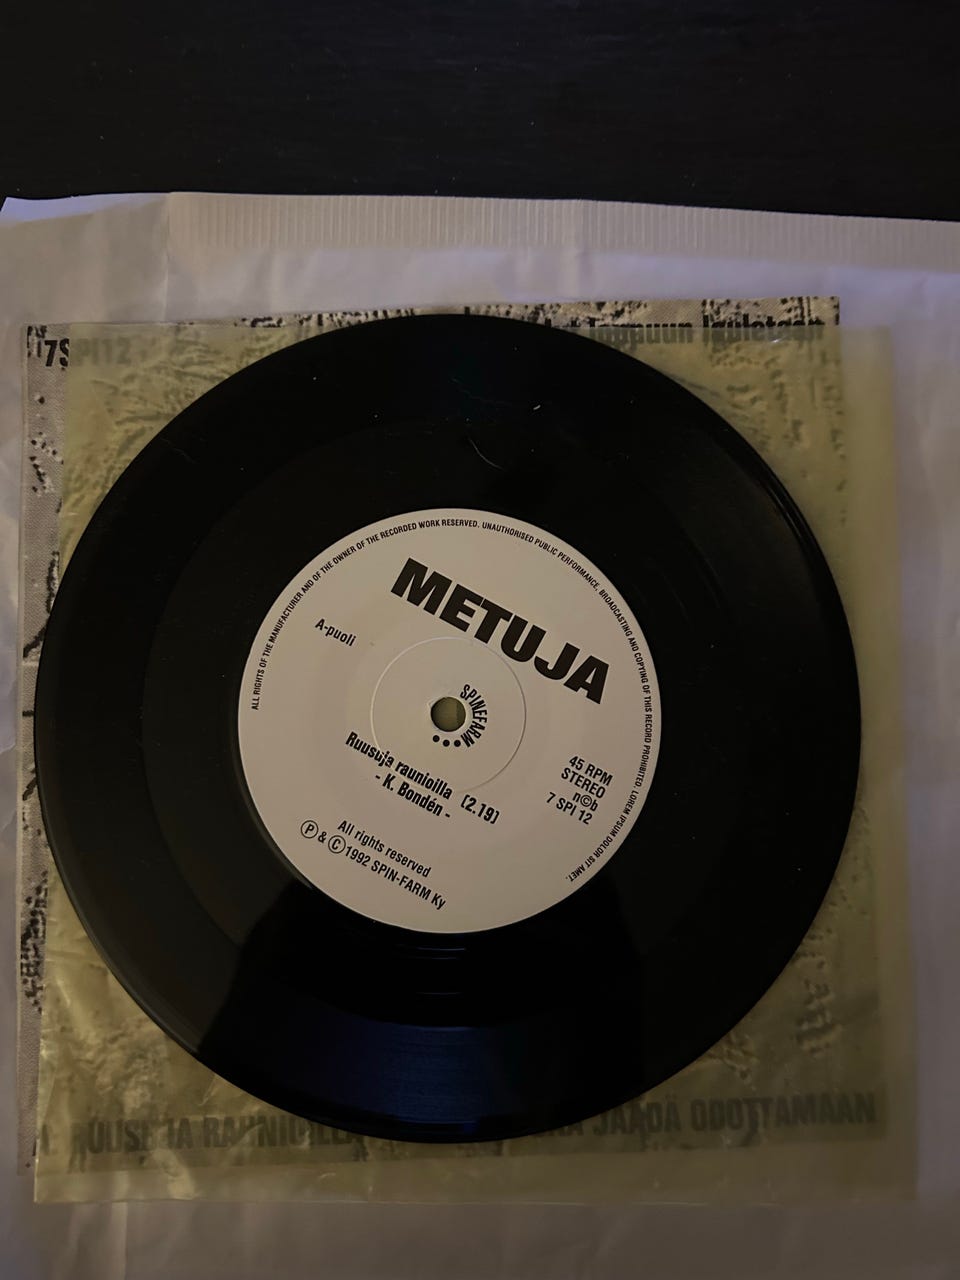 7SPI12
lauletaan
ALL RIGHTS OF THE MANUFACTURER AND OF THE OWNER OF THE RECORDED WORK RESERVED. UNAUTHORISED PUBLIC PERFORMANCE, BROADCASTING AND COPYING OF THIS RECORD PROHIBITED. LOREM IPSUM DOLOR SIT AMET.
METUJA
A-puoli
SPINEFARM
Ruusuja raunioilla [2.19]
- K. Bondén -
45 RPM
STEREO
n©b
7 SPI 12
All rights reserved
Ⓟ & Ⓒ 1992 SPIN-FARM Ky
RUUSUJA RAUNIOILLA JÄÄDÄ ODOTTAMAAN